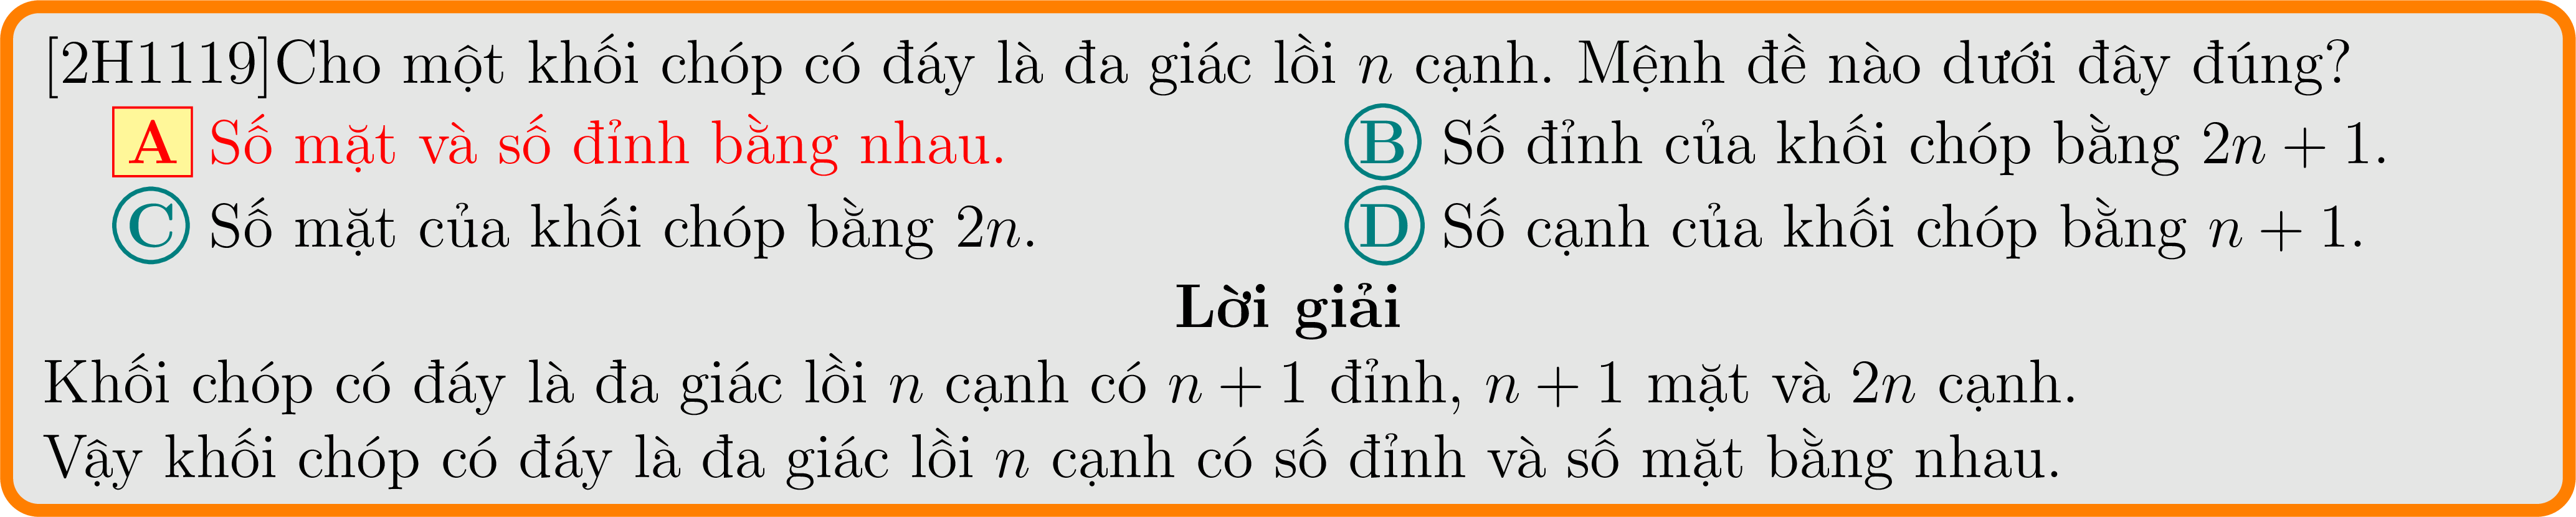 [2H1119]Cho một khối chóp có đáy là đa giác lồi n cạnh. Mệnh đề nào dưới đây đúng?
A Số mặt và số đỉnh bằng nhau. B Số đỉnh của khối chóp bằng 2n + 1.
C Số mặt của khối chóp bằng 2n. D Số cạnh của khối chóp bằng n + 1.
Lời giải
Khối chóp có đáy là đa giác lồi n cạnh có n + 1 đỉnh, n + 1 mặt và 2n cạnh.
Vậy khối chóp có đáy là đa giác lồi n cạnh có số đỉnh và số mặt bằng nhau.